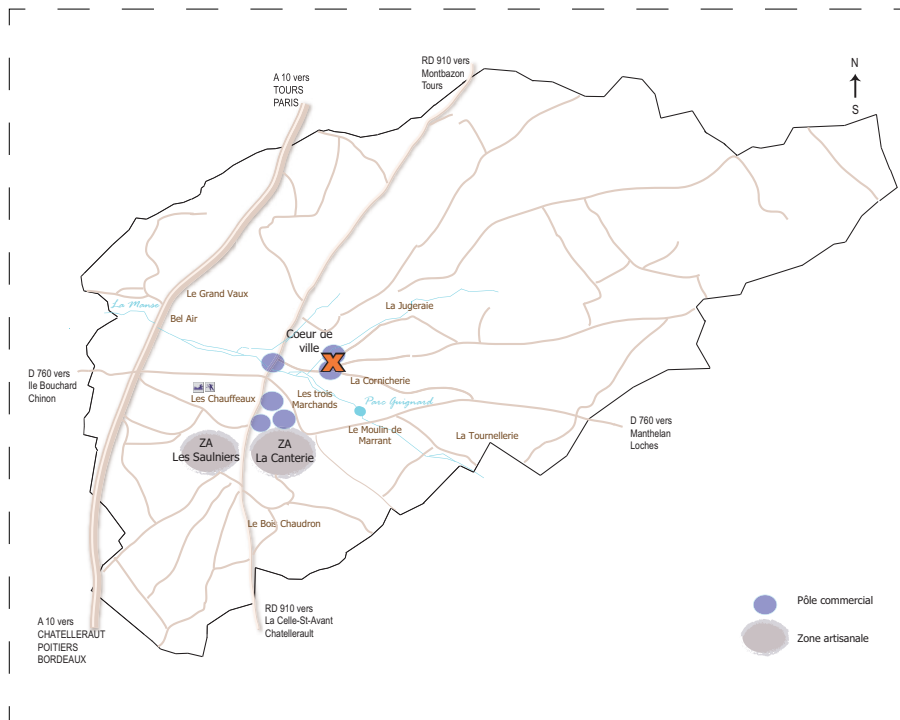 A 10 vers
TOURS
PARIS
RD 910 vers
Montbazon
Tours
N
S
Le Grand Vaux
La Manse
Bel Air
La Jugeraie
Coeur de
ville
X
D 760 vers
Ile Bouchard
Chinon
La Cornicherie
Les Chauffeaux
Les trois
Marchands
Parc Guignard
Le Moulin de
Marrant
La Tournellerie
D 760 vers
Manthelan
Loches
ZA
Les Saulniers
ZA
La Canterie
Le Bois Chaudron
A 10 vers
CHATELLERAUT
POITIERS
BORDEAUX
RD 910 vers
La Celle-St-Avant
Chatellerault
Pôle commercial
Zone artisanale